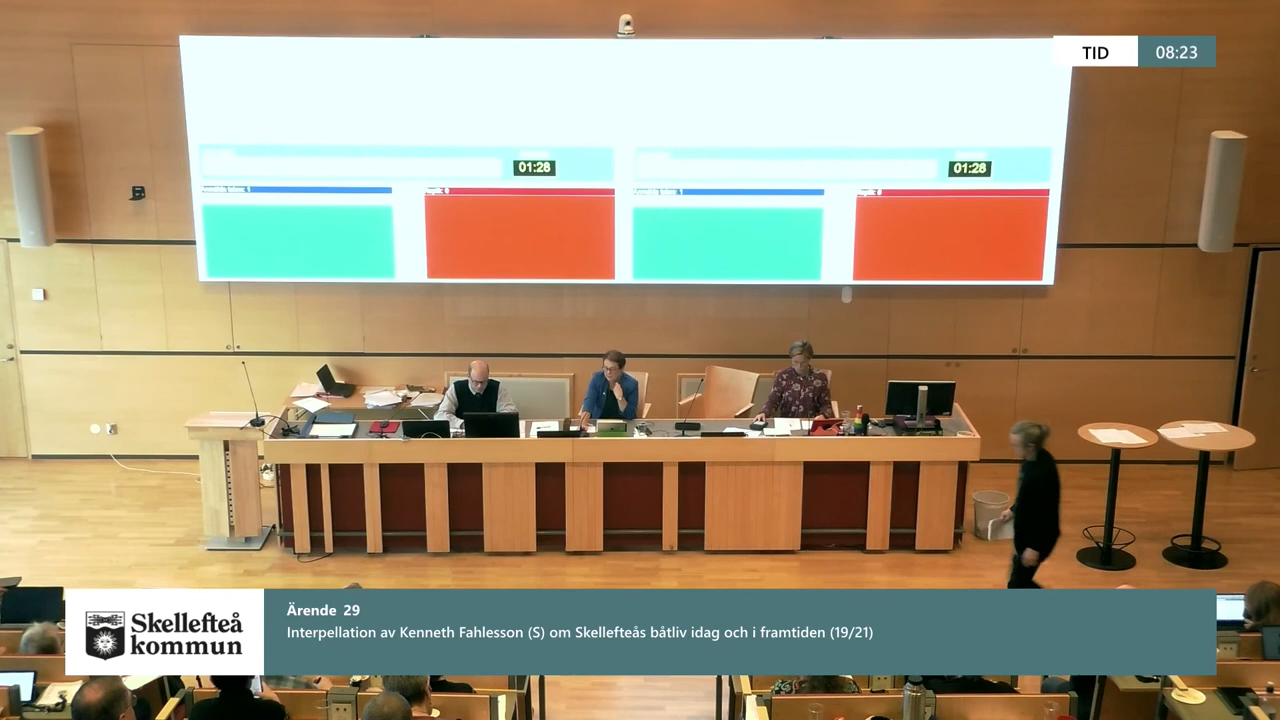 TID 08:23
01:28 01:28
Skellefteå
kommun
Ärende 29
Interpellation av Kenneth Fahlesson (S) om Skellefteås båtliv idag och i framtiden (19/21)